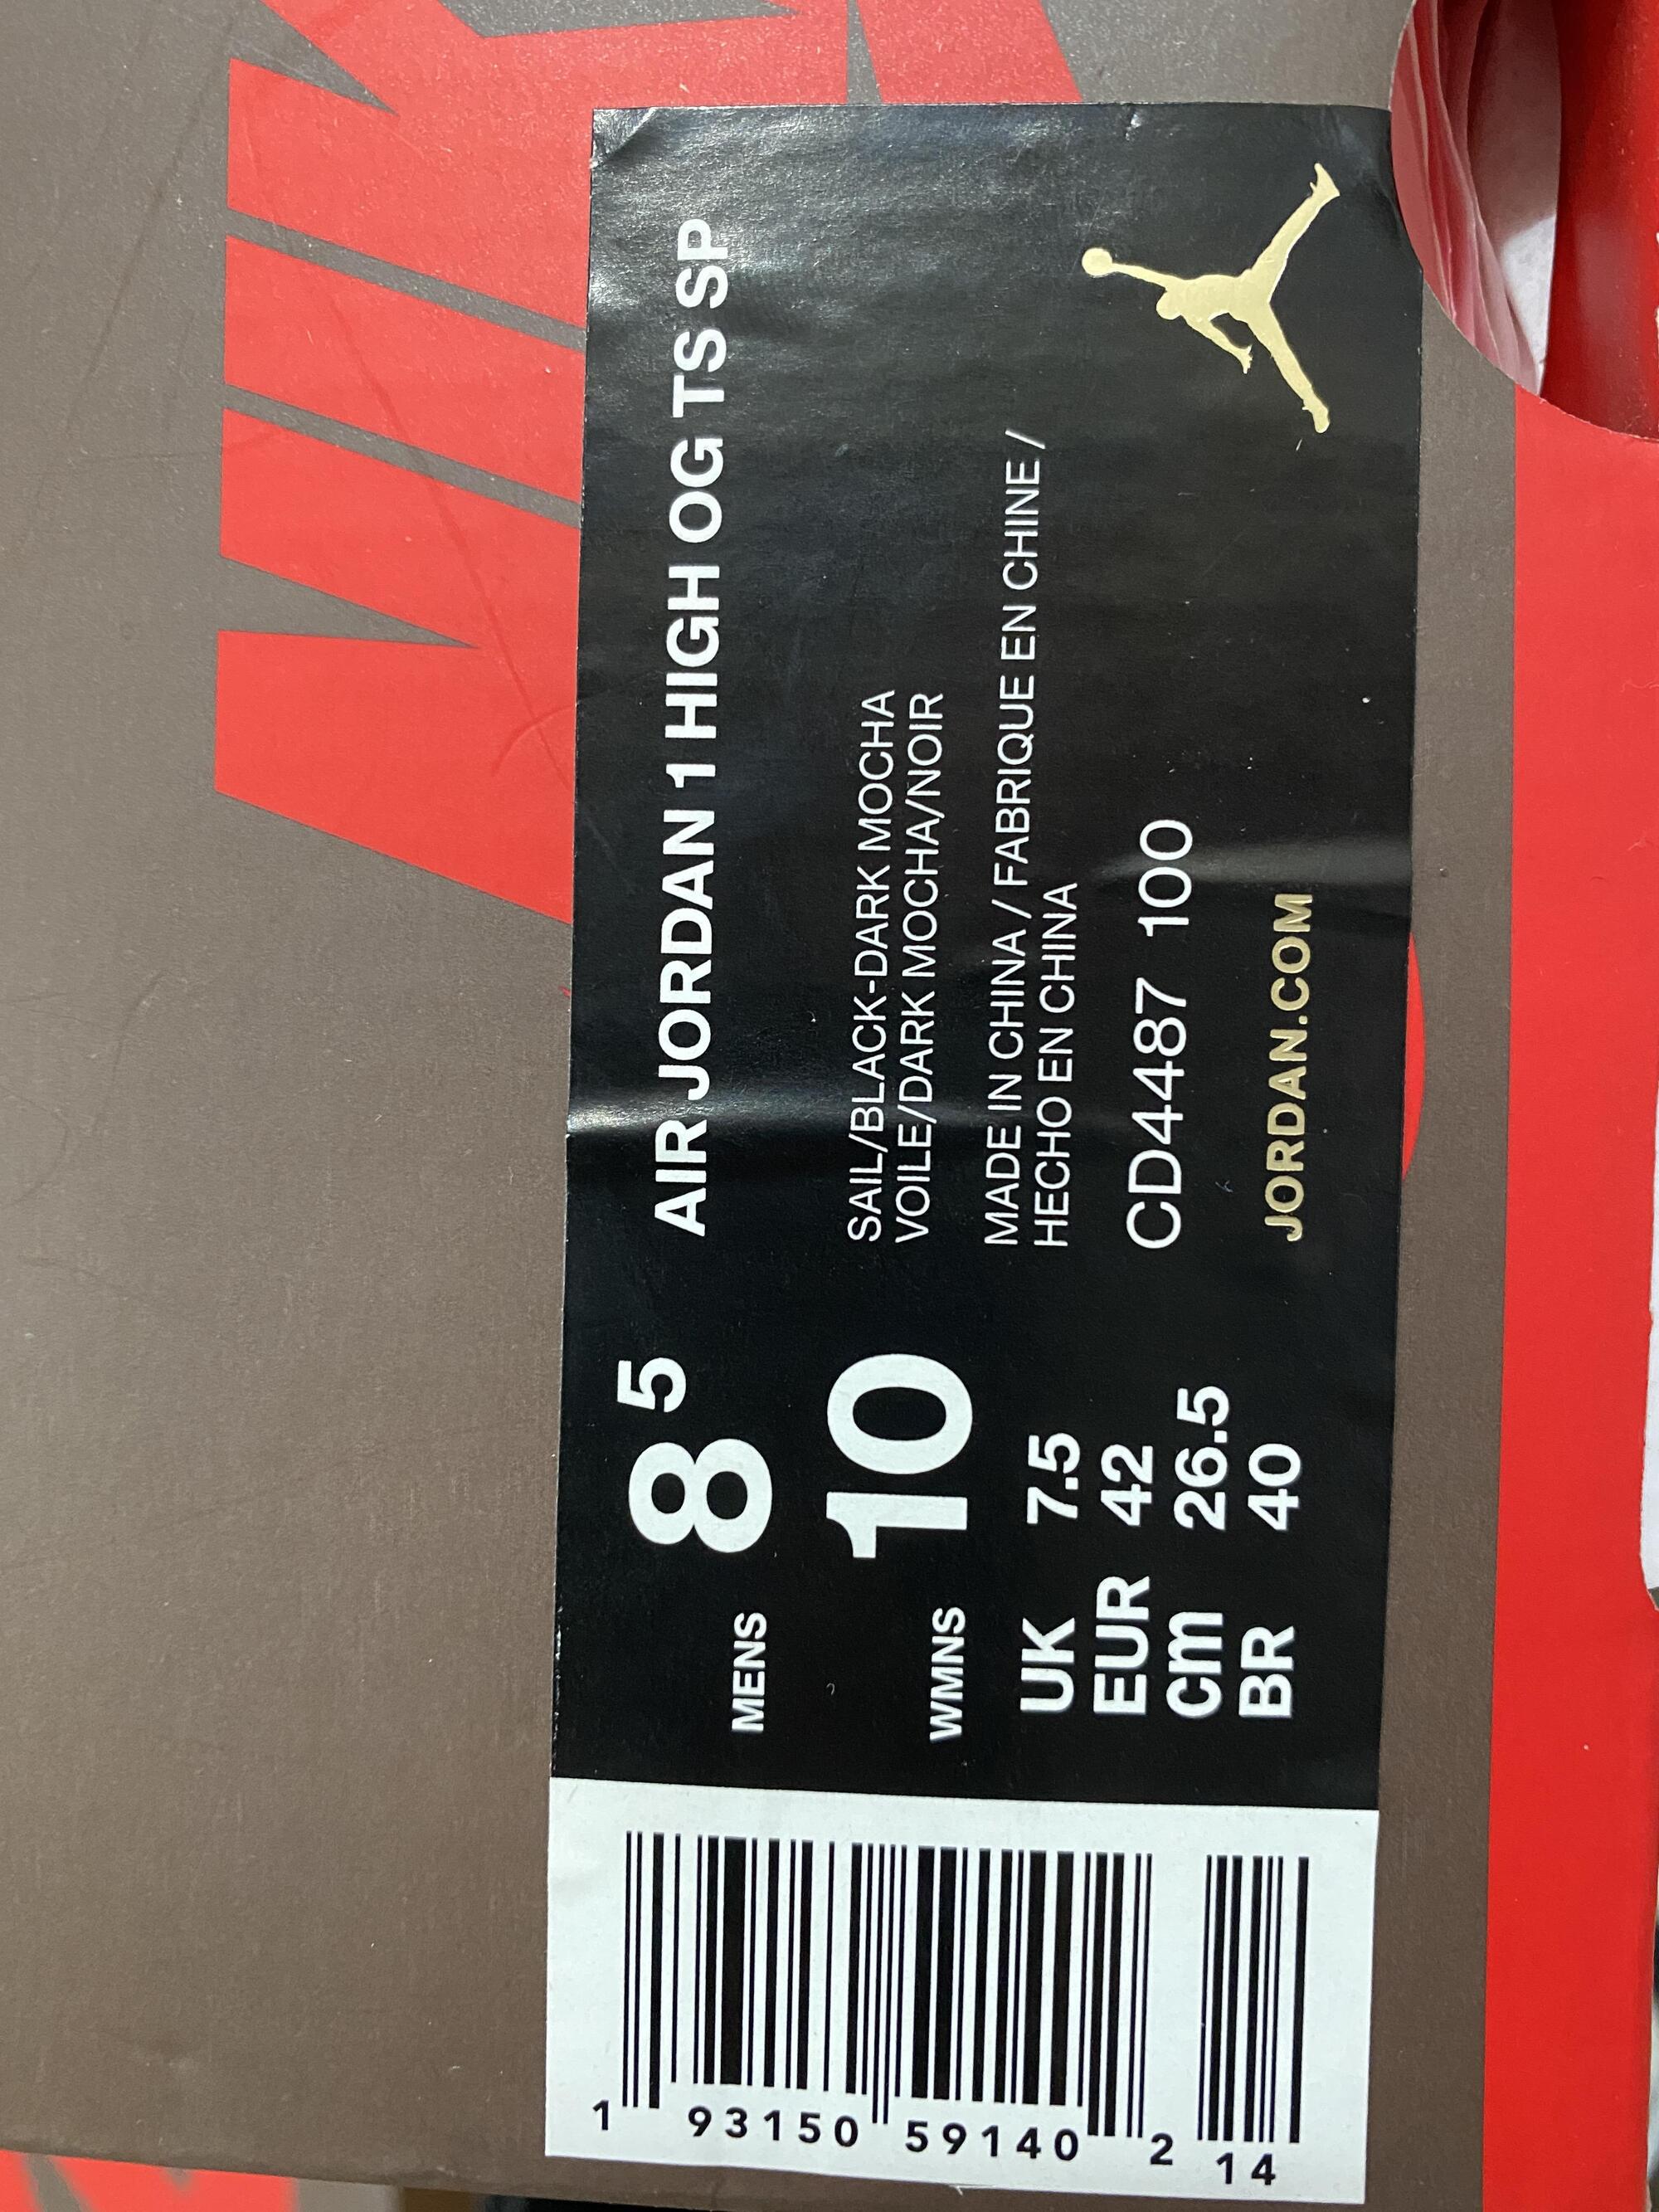 AIR JORDAN 1 HIGH OG TS SP
SAIL/BLACK-DARK MOCHA
VOILE/DARK MOCHA/NOIR
MADE IN CHINA / FABRIQUE EN CHINE /
HECHO EN CHINA
CD4487 100
JORDAN.COM
MENS 8 5
WMNS 10
UK 7.5
EUR 42
cm 26.5
BR 40
1 93150 59140 2 14